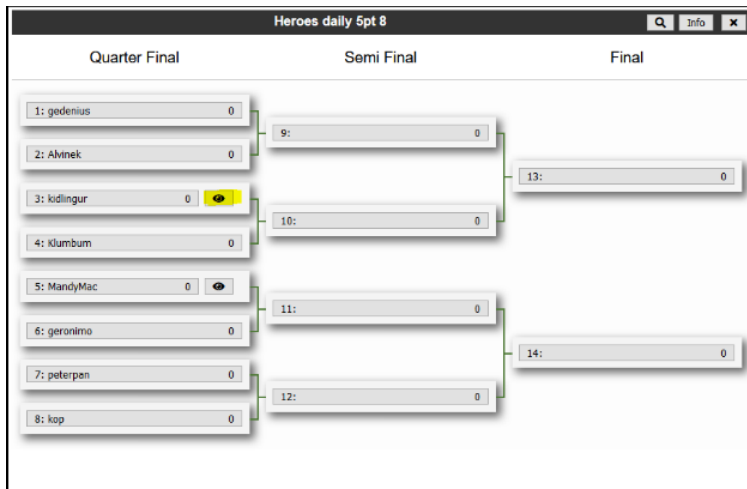 Heroes daily 5pt 8
Info
Quarter Final
Semi Final
Final
1: gedenius 0
2: Alvinek 0
3: kidlingur 0
4: Klumbum 0
5: MandyMac 0
6: geronimo 0
7: peterpan 0
8: kop 0
9: 0
10: 0
11: 0
12: 0
13: 0
14: 0